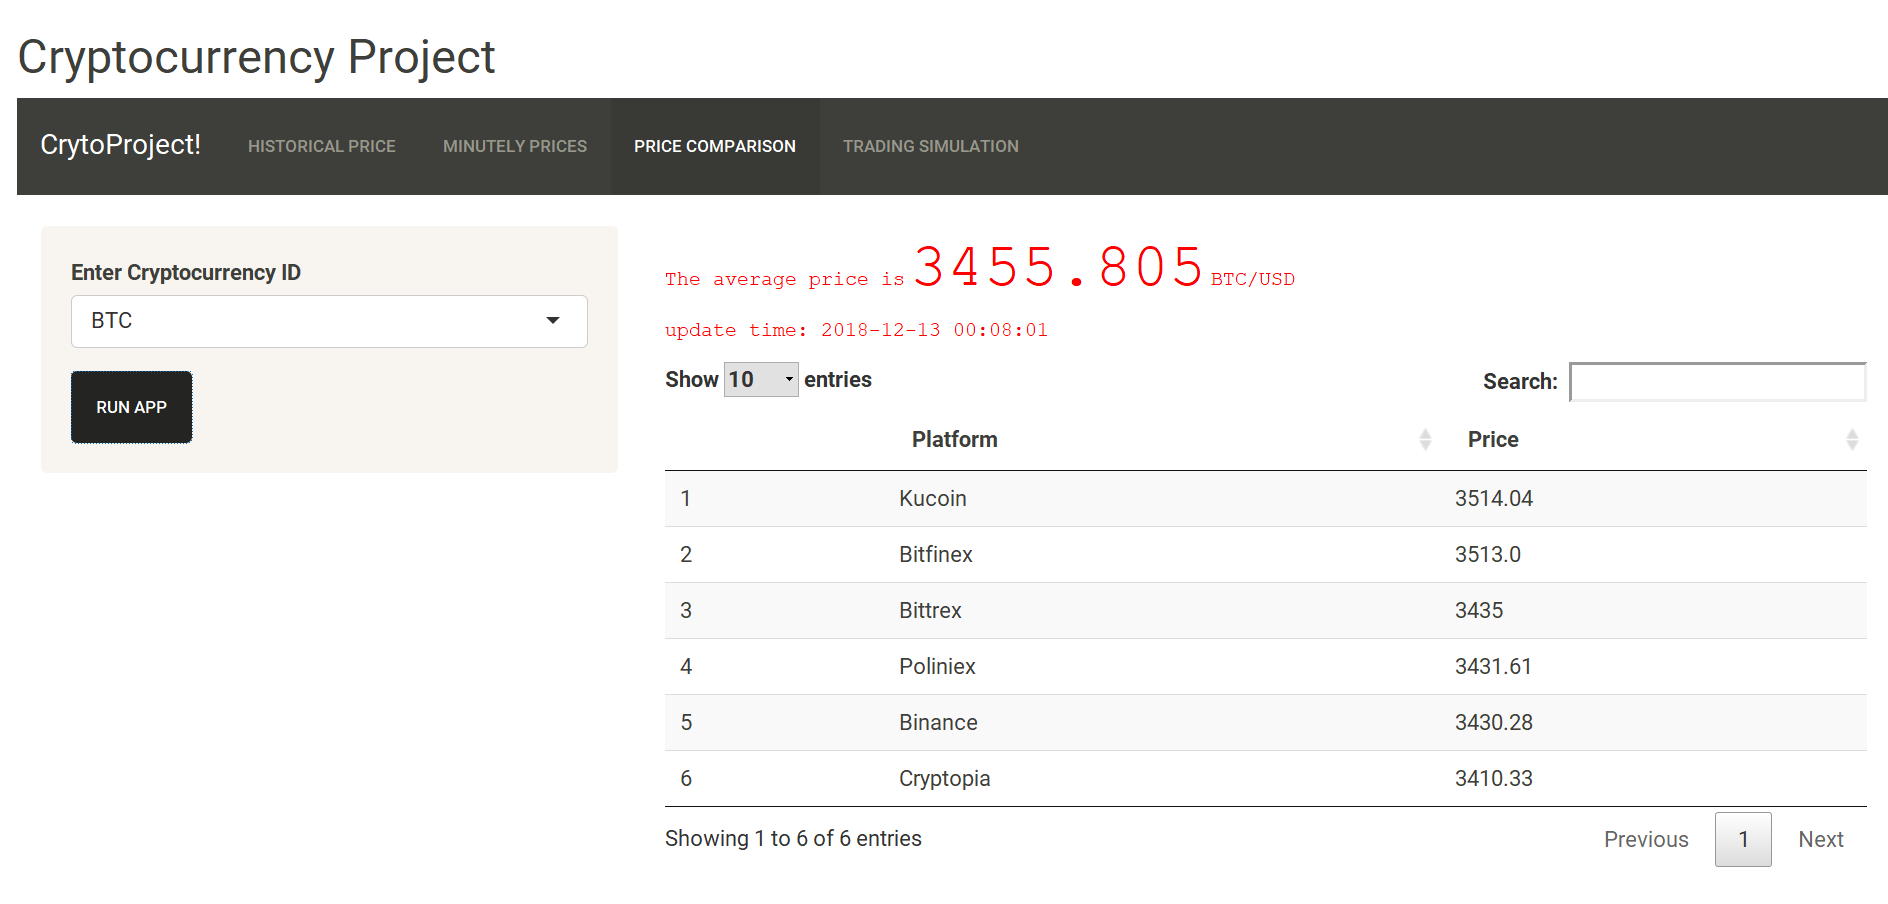 Cryptocurrency Project
CrytoProject! HISTORICAL PRICE MINUTELY PRICES PRICE COMPARISON TRADING SIMULATION
Enter Cryptocurrency ID
BTC
RUN APP
The average price is 3455.805 BTC/USD
update time: 2018-12-13 00:08:01
Show 10 entries Search:
Platform Price
1 Kucoin 3514.04
2 Bitfinex 3513.0
3 Bittrex 3435
4 Poliniex 3431.61
5 Binance 3430.28
6 Cryptopia 3410.33
Showing 1 to 6 of 6 entries Previous 1 Next